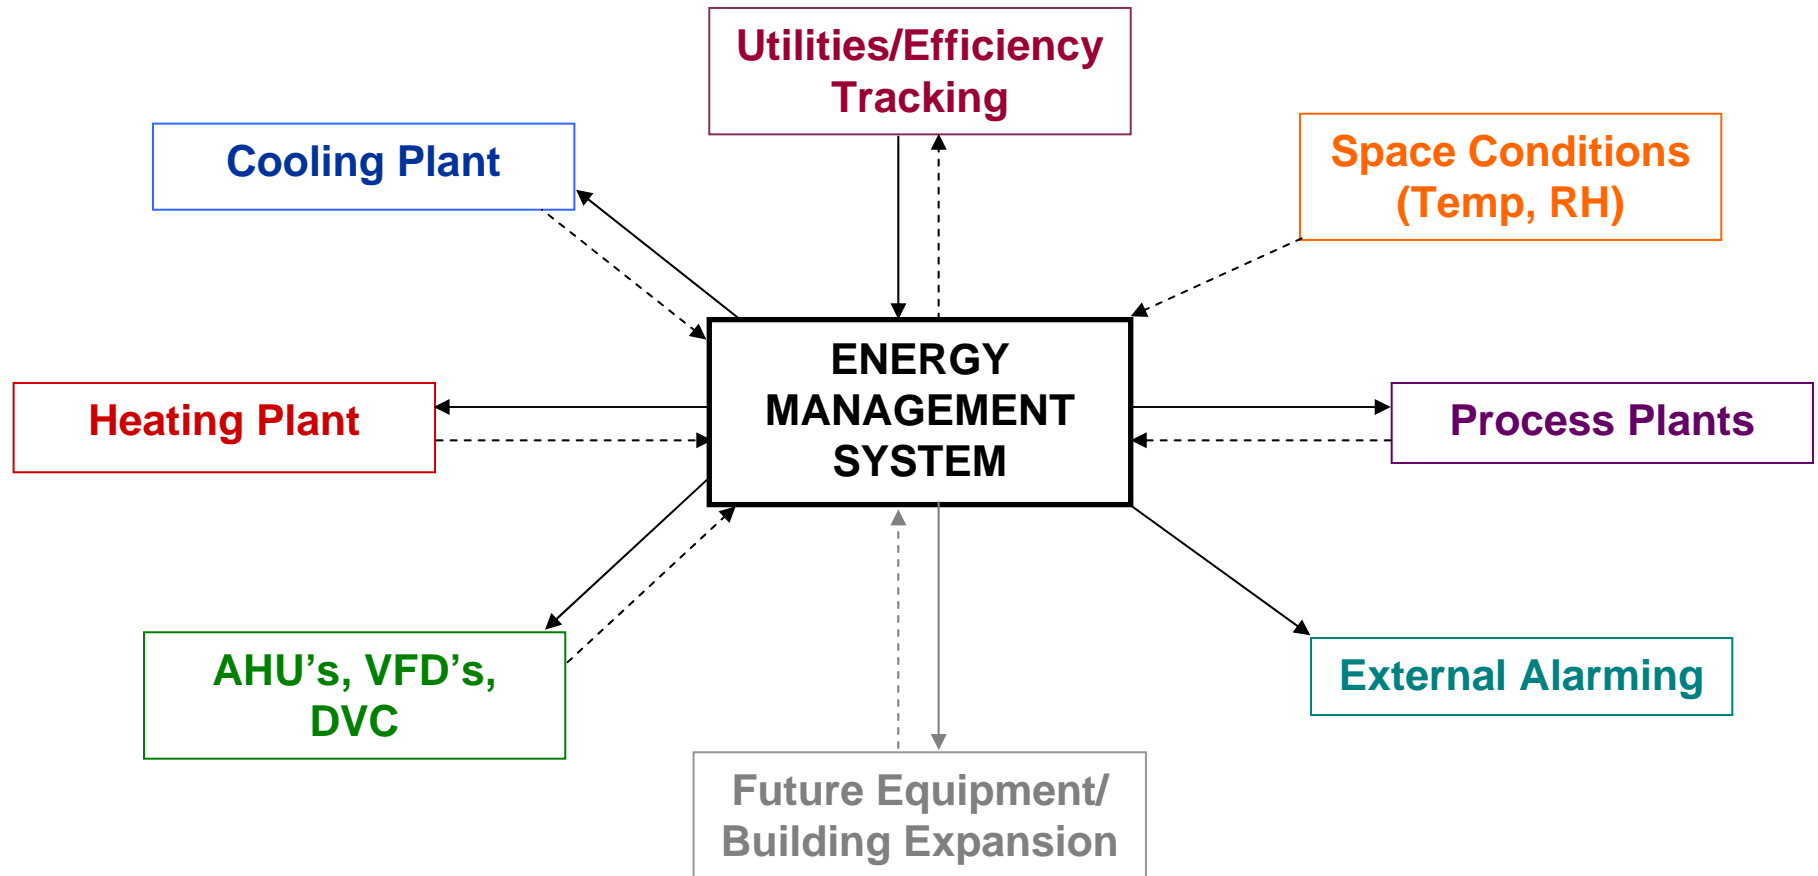 Utilities/Efficiency
Tracking
Cooling Plant
Space Conditions
(Temp, RH)
ENERGY
MANAGEMENT
SYSTEM
Heating Plant
Process Plants
AHU’s, VFD’s,
DVC
External Alarming
Future Equipment/
Building Expansion